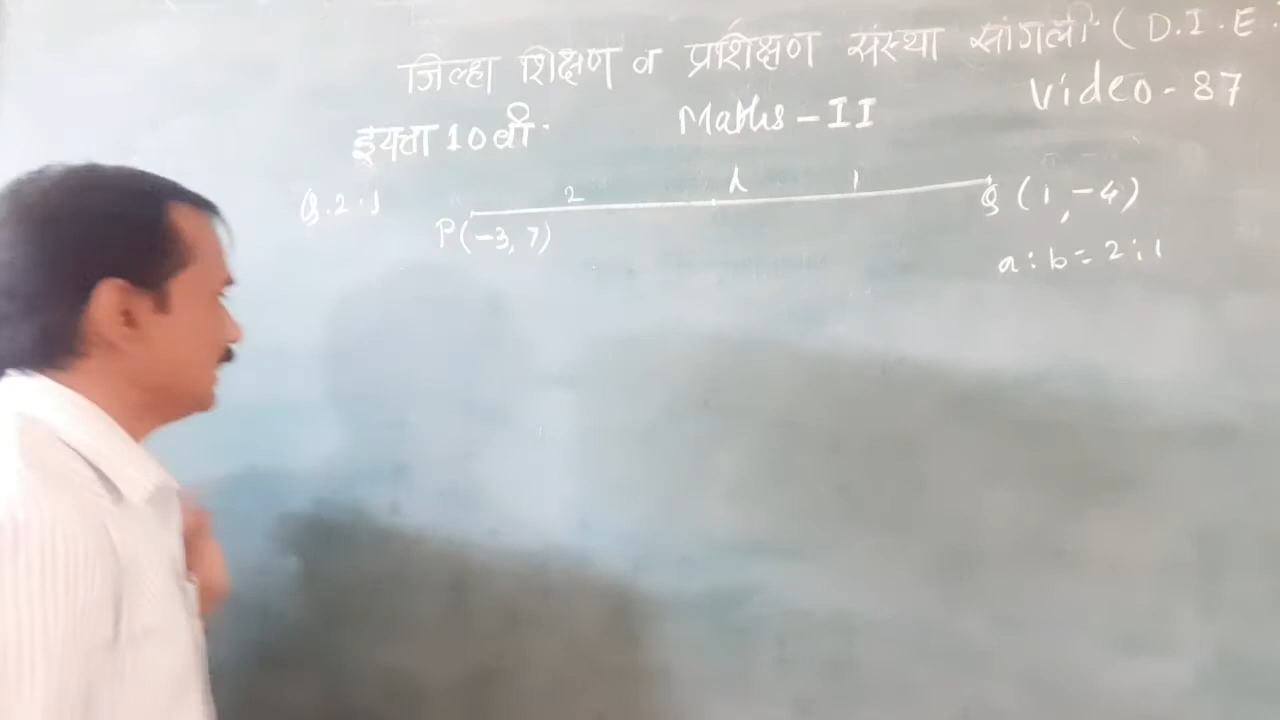 जिल्हा शिक्षण व प्रशिक्षण संस्था सांगली (D.I.E.
Video - 87
इयत्ता 10 वी. Maths - II
Q.2.1
2 A 1
P(-3, 7) Q (1, -4)
a : b = 2 : 1